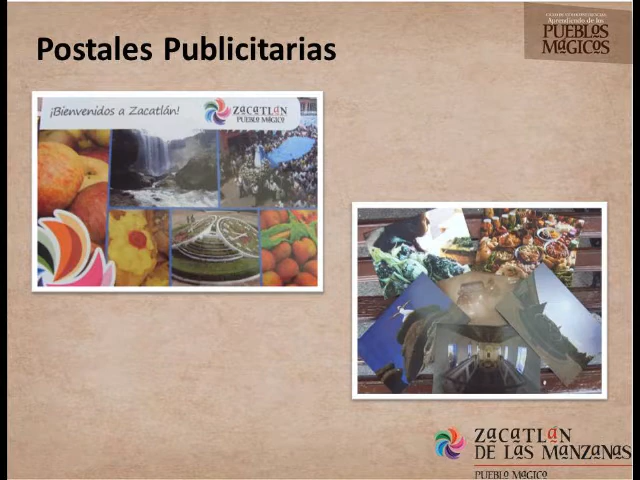 Postales Publicitarias
Aprendiendo de los
PUEBLOS
MÁGICOS
¡Bienvenidos a Zacatlán!
ZACATLÁN
PUEBLO MÁGICO
ZACATLÁN
DE LAS MANZANAS
PUEBLO MÁGICO